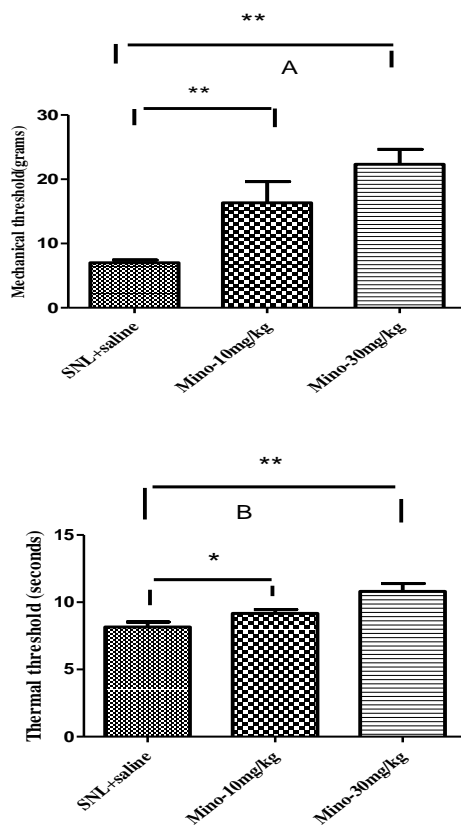 **
A
**
30
20
10
0
Mechanical threshold(grams)
SNL+saline
Mino-10mg/kg
Mino-30mg/kg
**
B
*
15
10
5
0
Thermal threshold (seconds)
SNL+saline
Mino-10mg/kg
Mino-30mg/kg